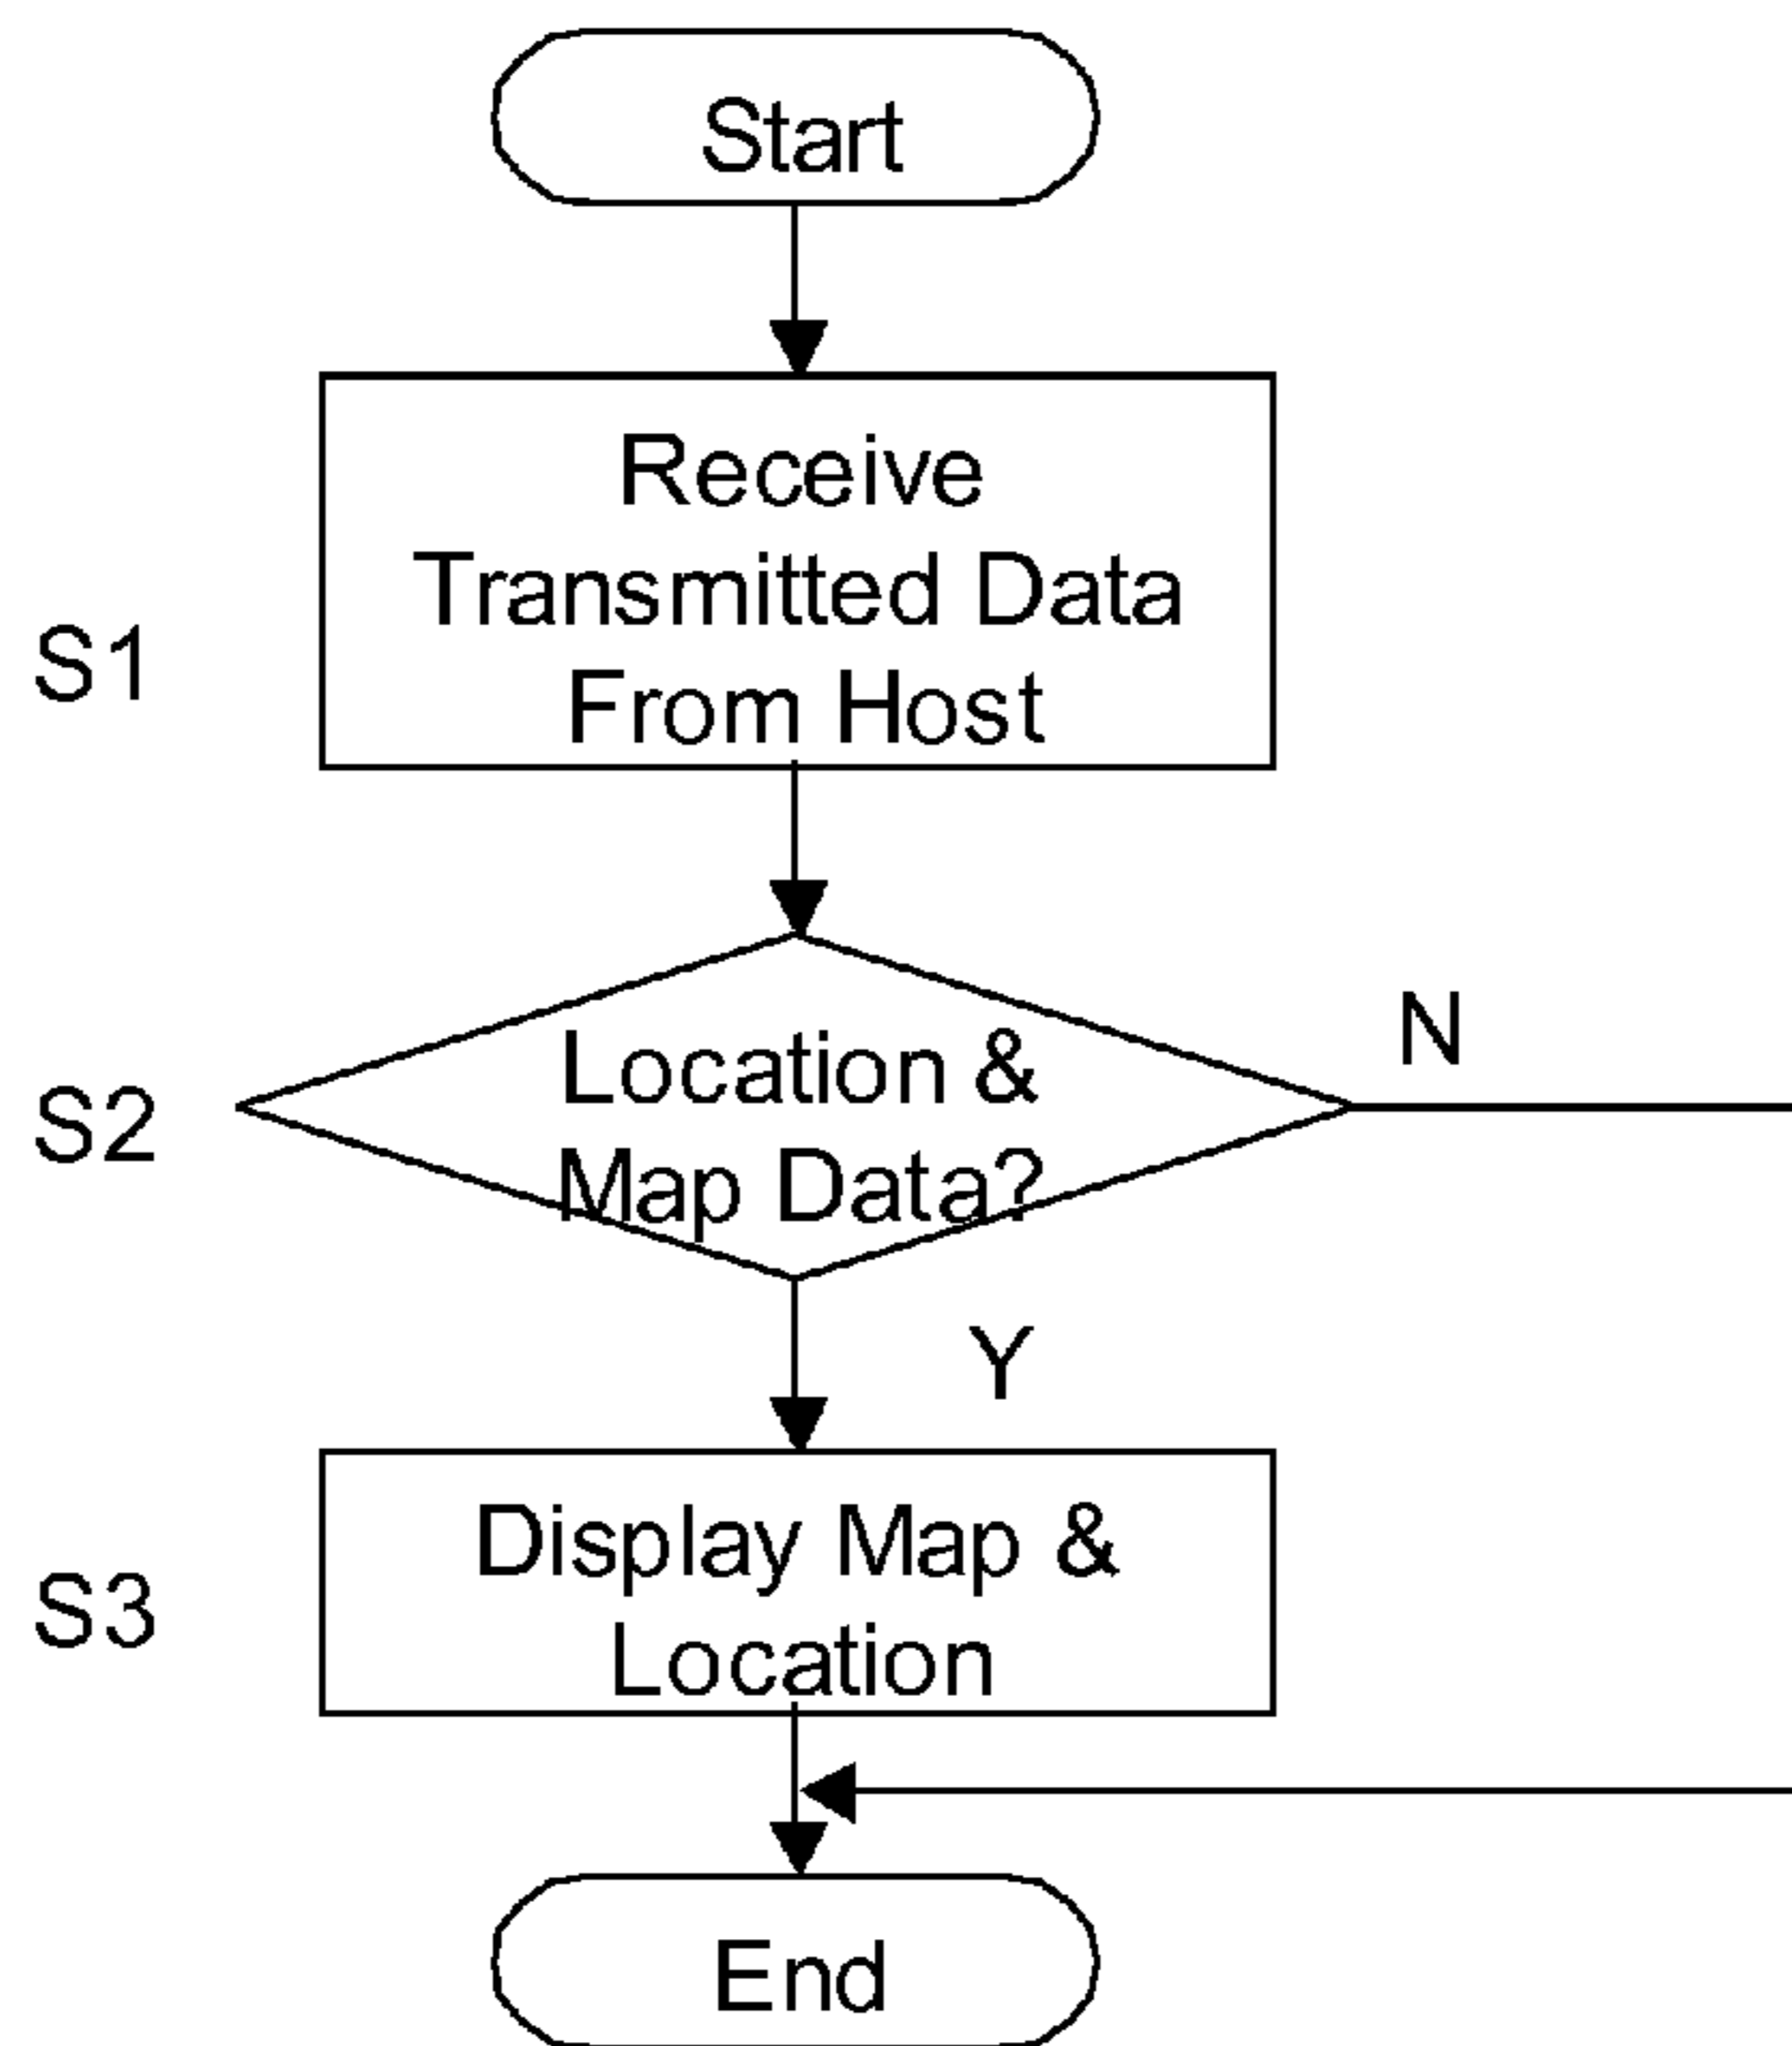 Start
Receive
Transmitted Data
From Host
S1
Location &
Map Data?
N
S2
Y
Display Map &
Location
S3
End